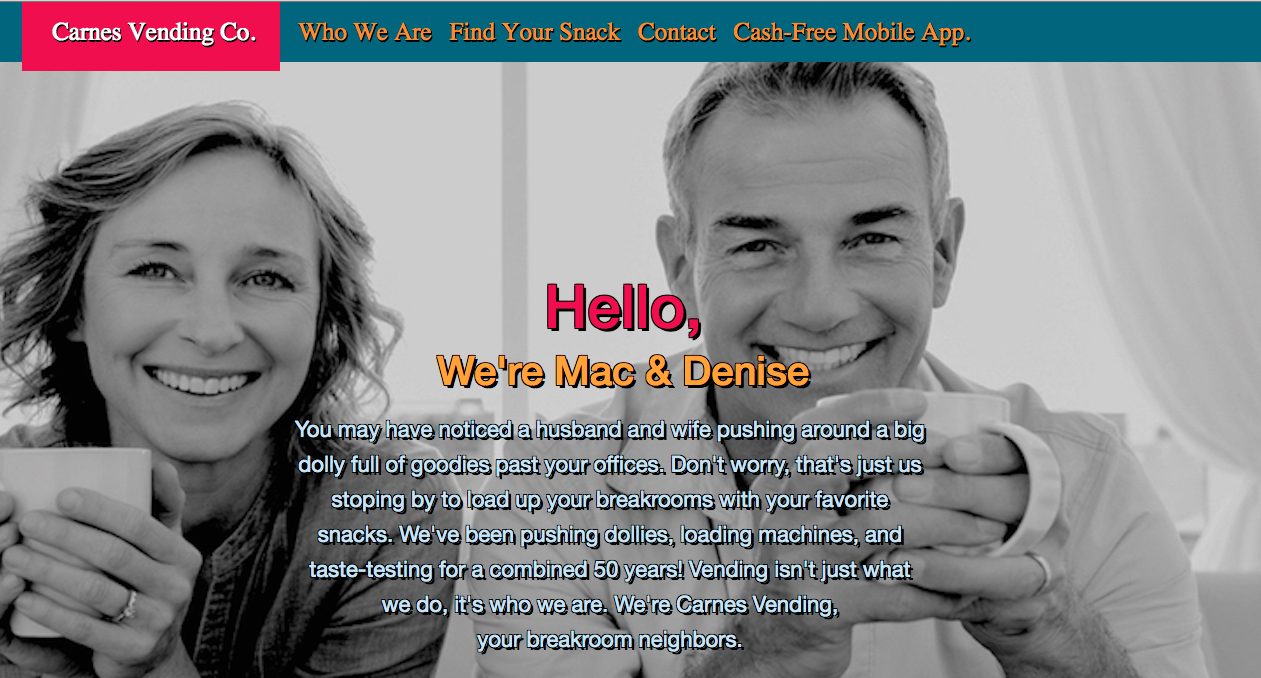 Carnes Vending Co. Who We Are Find Your Snack Contact Cash-Free Mobile App.
Hello,
We're Mac & Denise
You may have noticed a husband and wife pushing around a big
dolly full of goodies past your offices. Don't worry, that's just us
stoping by to load up your breakrooms with your favorite
snacks. We've been pushing dollies, loading machines, and
taste-testing for a combined 50 years! Vending isn't just what
we do, it's who we are. We're Carnes Vending,
your breakroom neighbors.